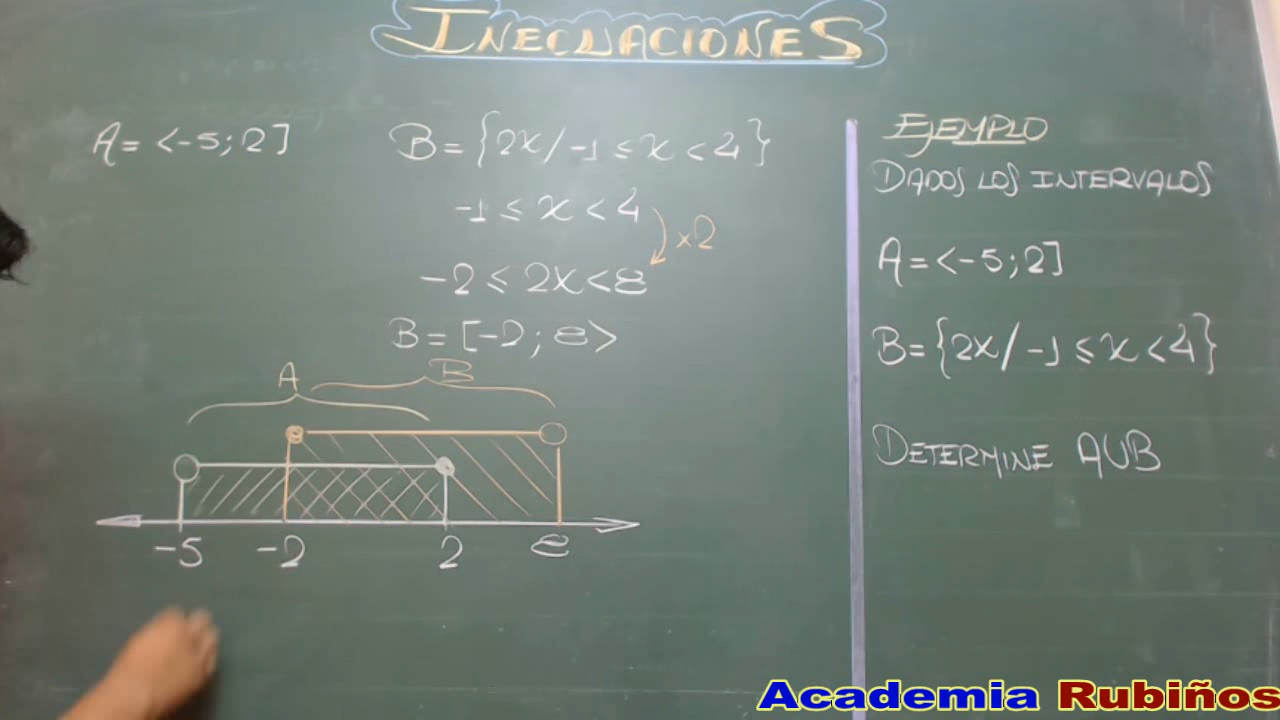 INECUACIONES
A = <-5; 2]
B = {2x / -1 ≤ x < 4}
-1 ≤ x < 4
×2
-2 ≤ 2x < 8
B = [-2; 8>
A
B
-5 -2 2 8
EJEMPLO
DADOS LOS INTERVALOS
A = <-5; 2]
B = {2x / -1 ≤ x < 4}
DETERMINE A∪B
Academia Rubiños